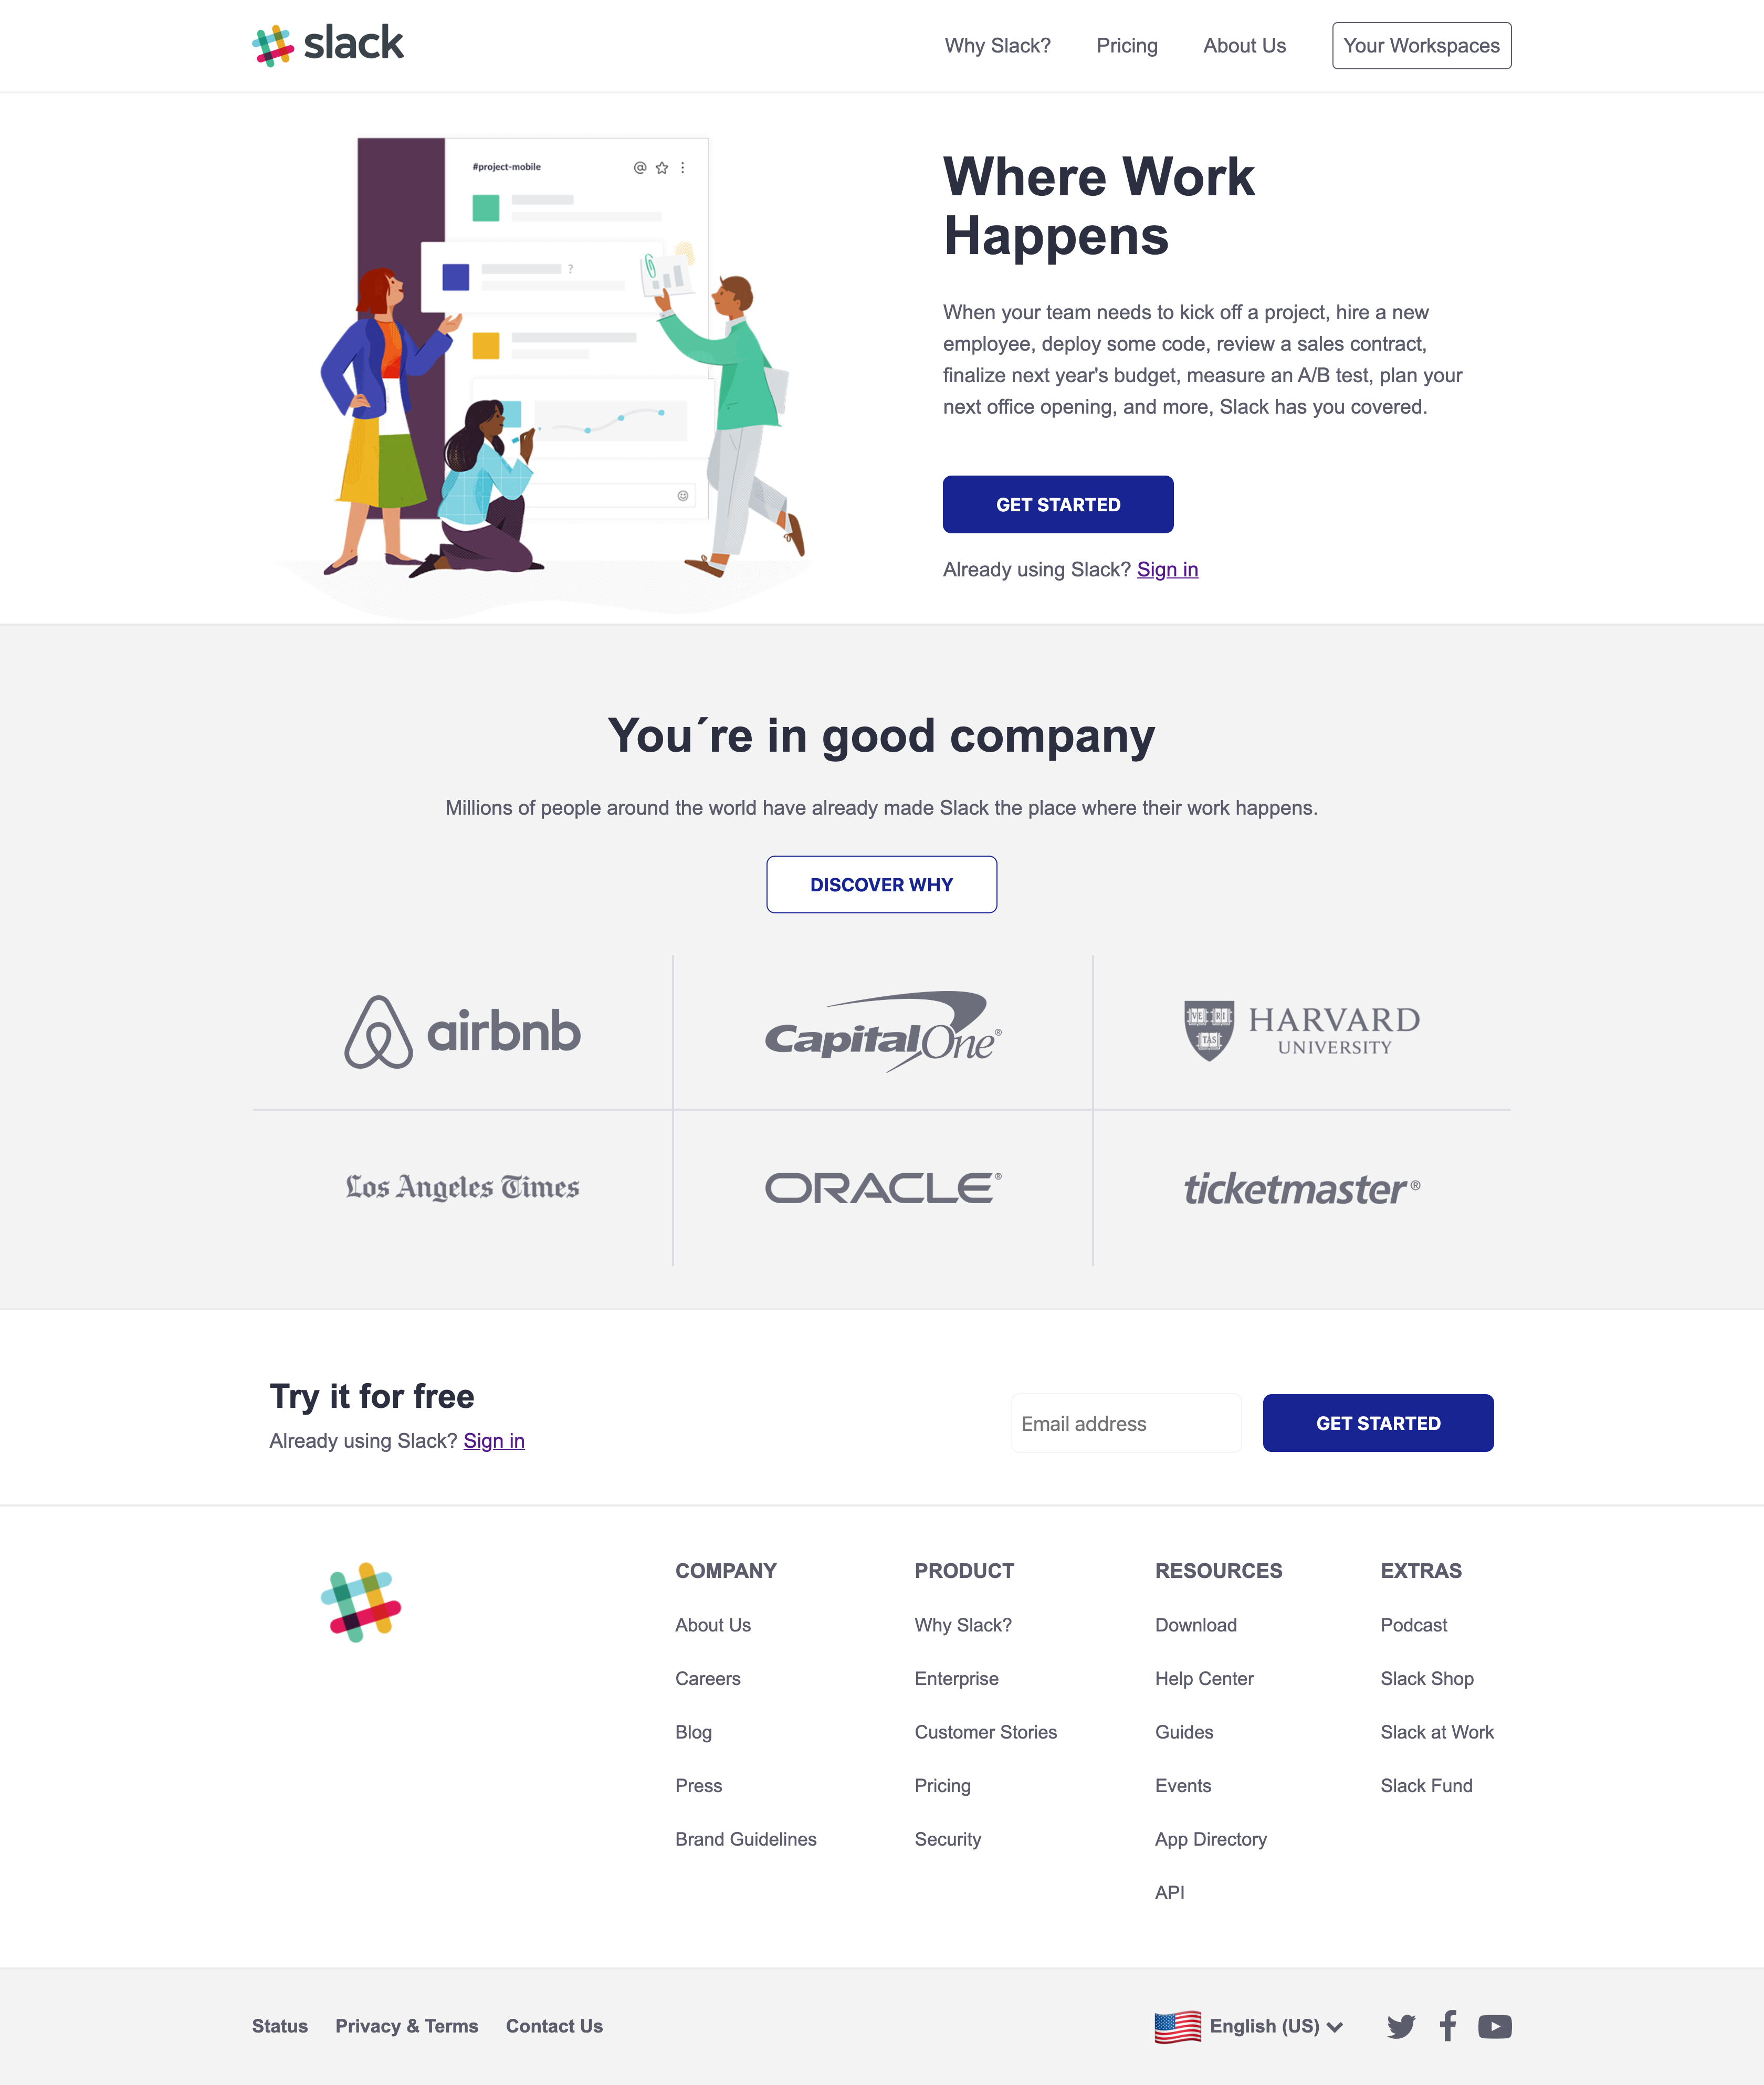 slack
Why Slack? Pricing About Us Your Workspaces
#project-mobile
?
Where Work
Happens
When your team needs to kick off a project, hire a new
employee, deploy some code, review a sales contract,
finalize next year's budget, measure an A/B test, plan your
next office opening, and more, Slack has you covered.
GET STARTED
Already using Slack? Sign in
You´re in good company
Millions of people around the world have already made Slack the place where their work happens.
DISCOVER WHY
airbnb
Capital One®
VE RI TAS
HARVARD
UNIVERSITY
Los Angeles Times
ORACLE®
ticketmaster®
Try it for free
Already using Slack? Sign in
Email address
GET STARTED
COMPANY
About Us
Careers
Blog
Press
Brand Guidelines
PRODUCT
Why Slack?
Enterprise
Customer Stories
Pricing
Security
RESOURCES
Download
Help Center
Guides
Events
App Directory
API
EXTRAS
Podcast
Slack Shop
Slack at Work
Slack Fund
Status Privacy & Terms Contact Us
English (US)